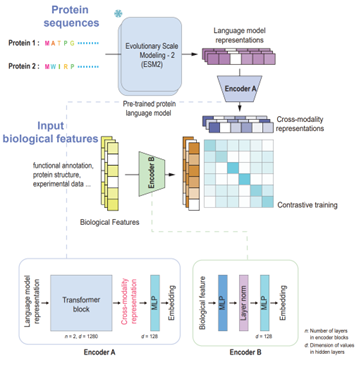 Protein
sequences
Protein 1 : M A T P G
Protein 2 : M W I R P
Evolutionary Scale
Modeling - 2
(ESM2)
Pre-trained protein
language model
Language model
representations
Encoder A
Cross-modality
representations
Input
biological features
functional annotation,
protein structure,
experimental data ...
Encoder B
Biological Features
Contrastive training
Language model
representation
Transformer
block
n = 2, d = 1280
Cross-modality
representation
MLP
d = 128
Embedding
Encoder A
Biological feature
MLP
Layer norm
MLP
d = 128
Embedding
Encoder B
n: Number of layers
in encoder blocks
d: Dimension of values
in hidden layers